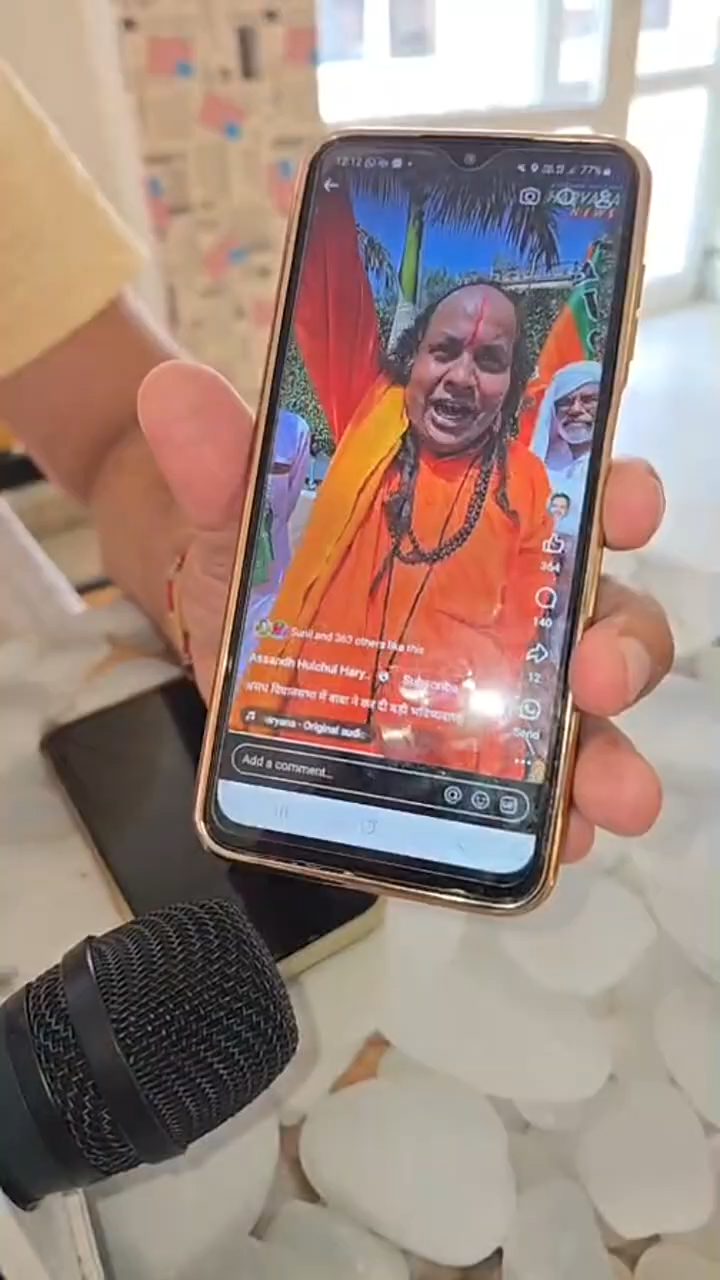 12:12
77%
HARYANA
NEWS
364
140
12
Send
Sunil and 363 others like this
Assandh Hulchul Hary..
Subscribe
असंध विधानसभा में बाबा ने कर दी बड़ी भविष्यवाणी
aryana · Original audio
Add a comment...